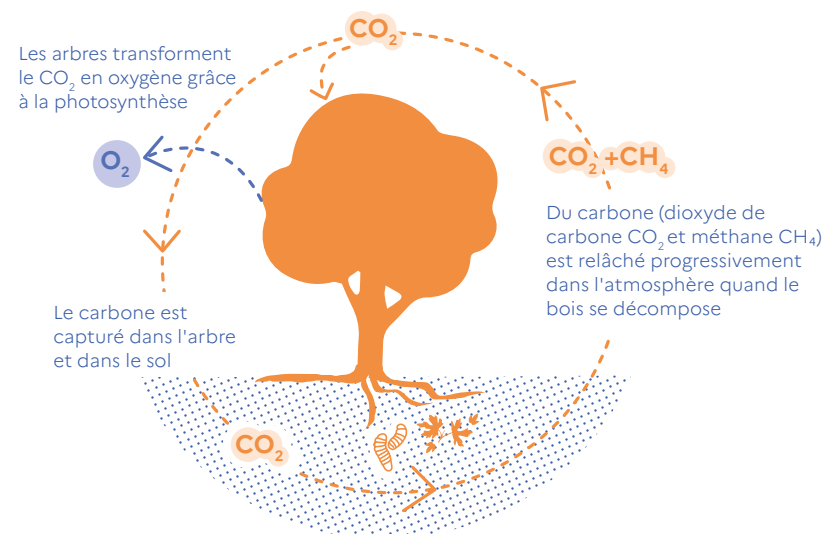 CO₂
Les arbres transforment
le CO₂ en oxygène grâce
à la photosynthèse
O₂
CO₂+CH₄
Du carbone (dioxyde de
carbone CO₂ et méthane CH₄)
est relâché progressivement
dans l'atmosphère quand le
bois se décompose
Le carbone est
capturé dans l'arbre
et dans le sol
CO₂